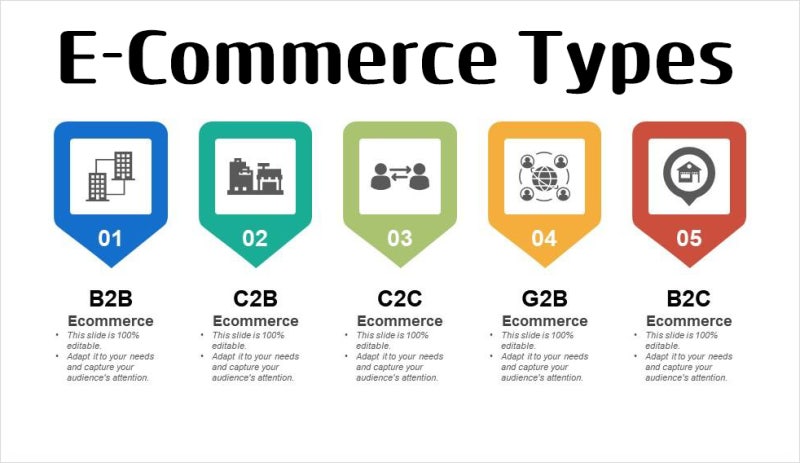 E-Commerce Types
01
02
03
04
05
B2B
Ecommerce
• This slide is 100%
editable.
• Adapt it to your needs
and capture your
audience's attention.
C2B
Ecommerce
• This slide is 100%
editable.
• Adapt it to your needs
and capture your
audience's attention.
C2C
Ecommerce
• This slide is 100%
editable.
• Adapt it to your needs
and capture your
audience's attention.
G2B
Ecommerce
• This slide is 100%
editable.
• Adapt it to your needs
and capture your
audience's attention.
B2C
Ecommerce
• This slide is 100%
editable.
• Adapt it to your needs
and capture your
audience's attention.